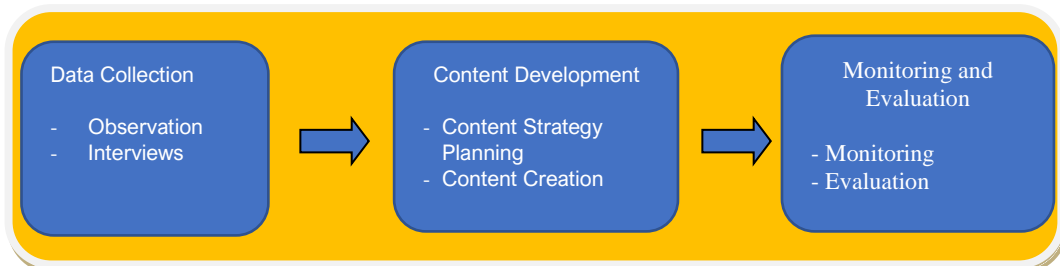 Data Collection
- Observation
- Interviews
Content Development
- Content Strategy
Planning
- Content Creation
Monitoring and
Evaluation
- Monitoring
- Evaluation